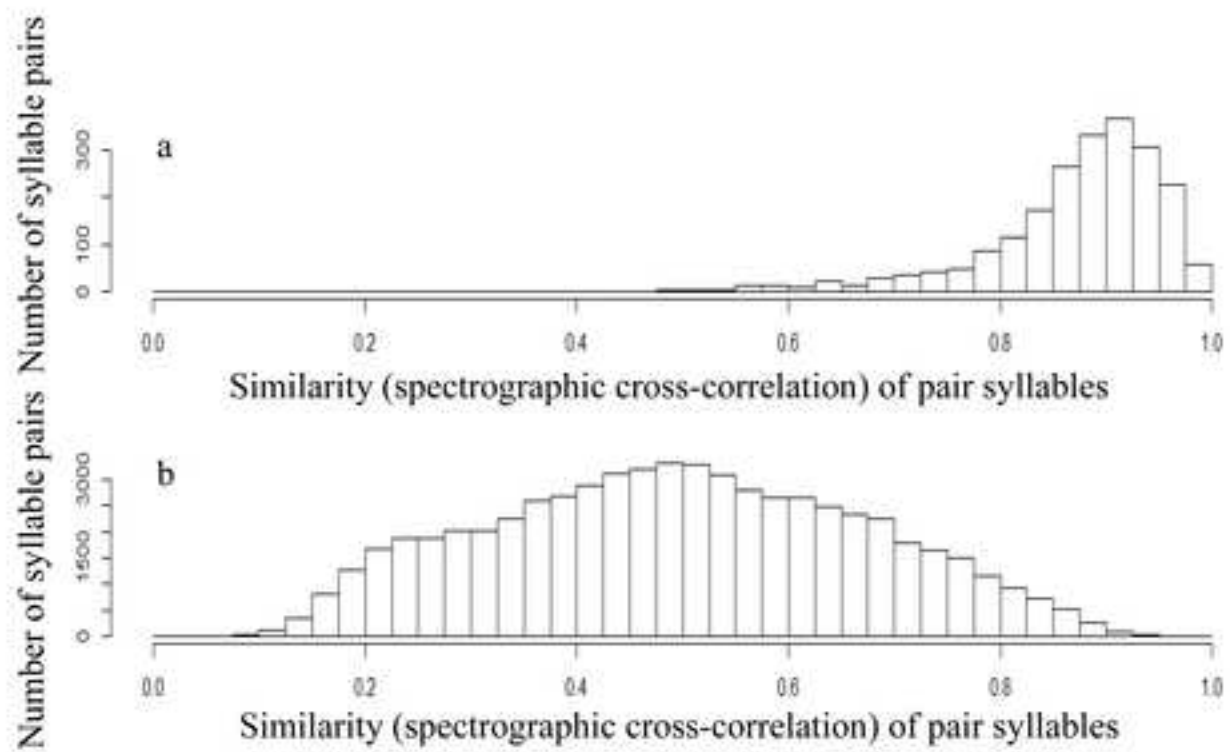 Number of syllable pairs
a
300
100
0
0.0 0.2 0.4 0.6 0.8 1.0
Similarity (spectrographic cross-correlation) of pair syllables
Number of syllable pairs
b
3000
1500
0
0.0 0.2 0.4 0.6 0.8 1.0
Similarity (spectrographic cross-correlation) of pair syllables